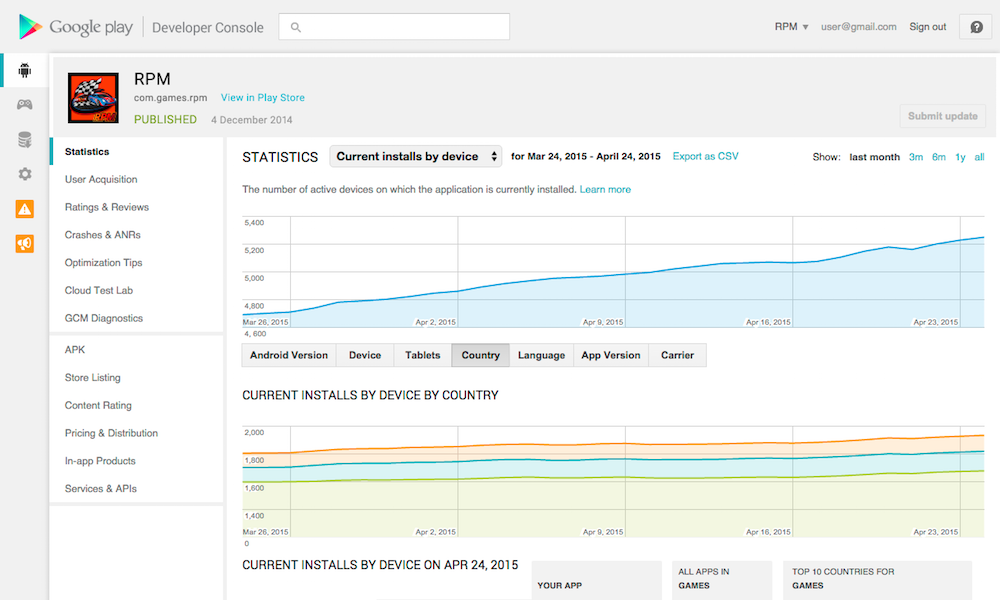 Google play Developer Console RPM user@gmail.com Sign out ?
RPM
com.games.rpm View in Play Store
PUBLISHED 4 December 2014
Submit update
Statistics
User Acquisition
Ratings & Reviews
Crashes & ANRs
Optimization Tips
Cloud Test Lab
GCM Diagnostics
APK
Store Listing
Content Rating
Pricing & Distribution
In-app Products
Services & APIs
STATISTICS Current installs by device for Mar 24, 2015 - April 24, 2015 Export as CSV Show: last month 3m 6m 1y all
The number of active devices on which the application is currently installed. Learn more
5,400
5,200
5,000
4,800
Mar 26, 2015 Apr 2, 2015 Apr 9, 2015 Apr 16, 2015 Apr 23, 2015
4, 600
Android Version Device Tablets Country Language App Version Carrier
CURRENT INSTALLS BY DEVICE BY COUNTRY
2,000
1,800
1,600
1,400
Mar 26, 2015 Apr 2, 2015 Apr 9, 2015 Apr 16, 2015 Apr 23, 2015
0
CURRENT INSTALLS BY DEVICE ON APR 24, 2015
YOUR APP
ALL APPS IN
GAMES
TOP 10 COUNTRIES FOR
GAMES